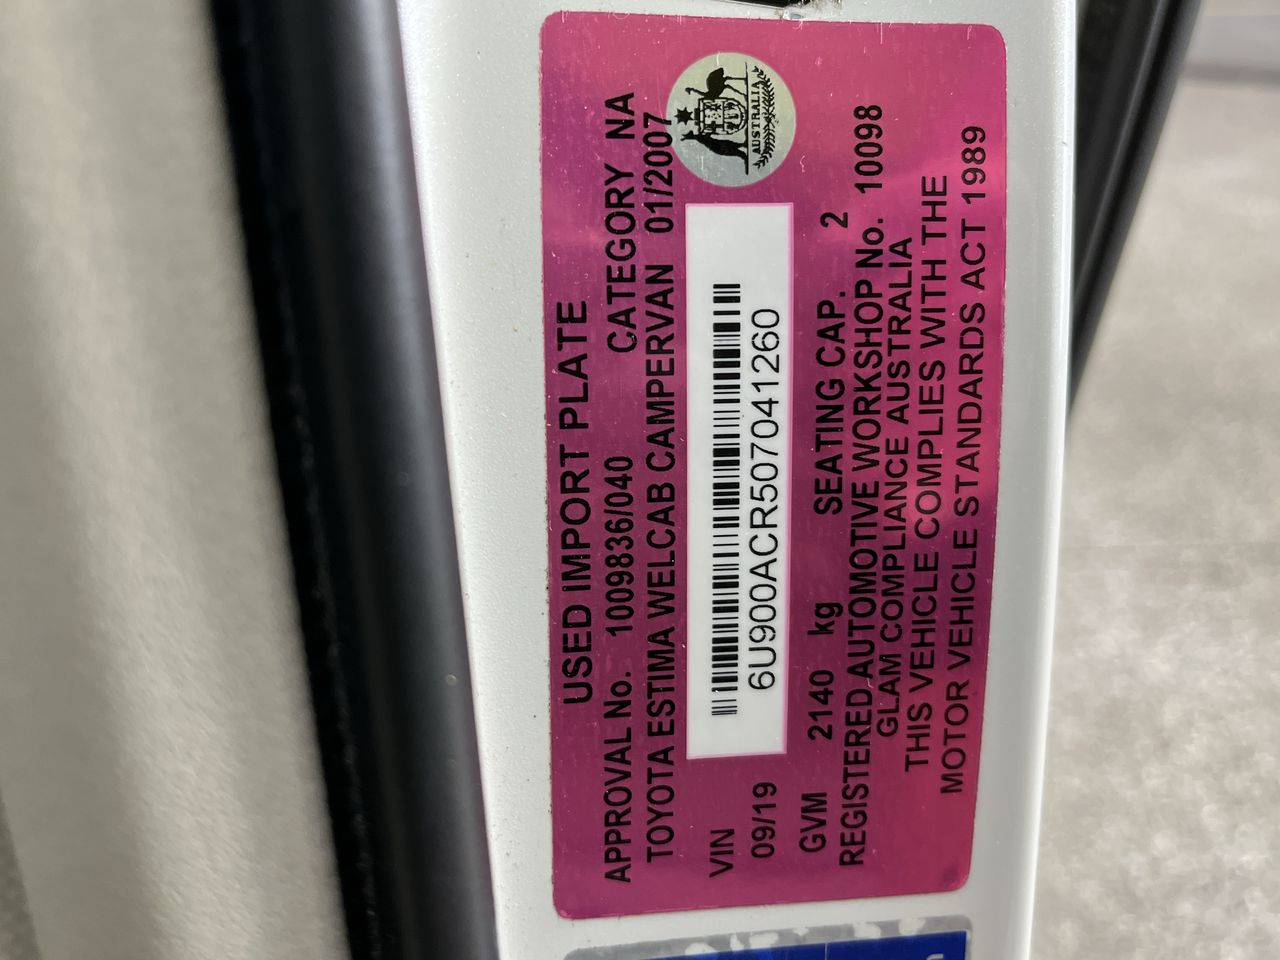 USED IMPORT PLATE
APPROVAL No. 1009836/040 CATEGORY NA
TOYOTA ESTIMA WELCAB CAMPERVAN 01/2007
AUSTRALIA
VIN
09/19
6U900ACR507041260
GVM 2140 kg SEATING CAP. 2
REGISTERED AUTOMOTIVE WORKSHOP No. 10098
GLAM COMPLIANCE AUSTRALIA
THIS VEHICLE COMPLIES WITH THE
MOTOR VEHICLE STANDARDS ACT 1989